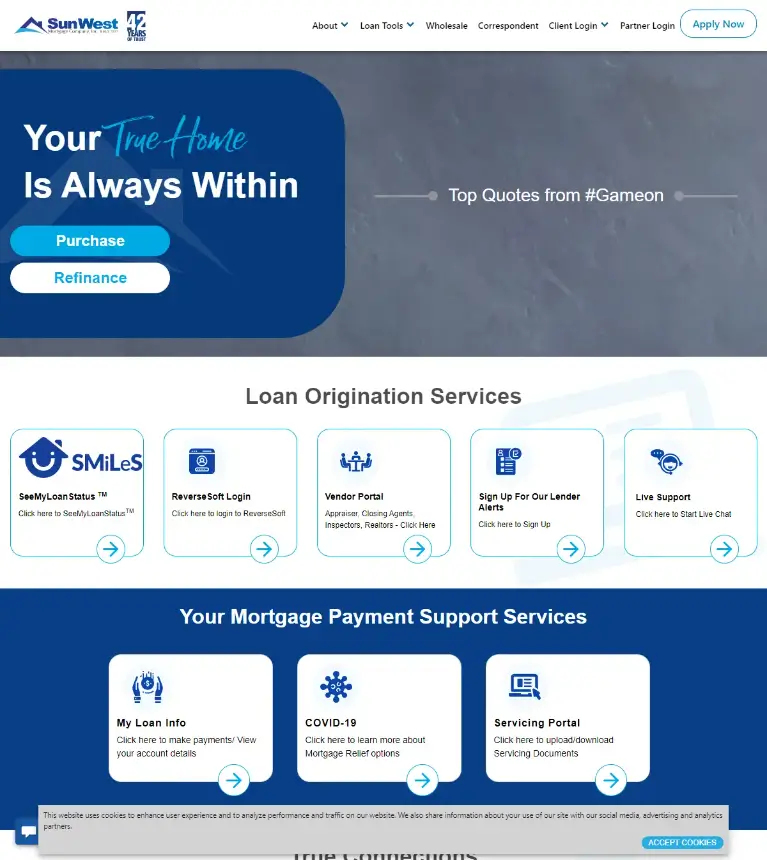 SunWest
42
YEARS
OF TRUST
About
Loan Tools
Wholesale
Correspondent
Client Login
Partner Login
Apply Now
Your True Home
Is Always Within
Purchase
Refinance
Top Quotes from #Gameon
Loan Origination Services
SMiLeS
SeeMyLoanStatus TM
Click here to SeeMyLoanStatusTM
ReverseSoft Login
Click here to login to ReverseSoft
Vendor Portal
Appraiser, Closing Agents,
Inspectors, Realtors - Click Here
Sign Up For Our Lender
Alerts
Click here to Sign Up
Live Support
Click here to Start Live Chat
Your Mortgage Payment Support Services
My Loan Info
Click here to make payments/ View
your account details
COVID-19
Click here to learn more about
Mortgage Relief options
Servicing Portal
Click here to upload/download
Servicing Documents
This website uses cookies to enhance user experience and to analyze performance and traffic on our website. We also share information about your use of our site with our social media, advertising and analytics
partners.
ACCEPT COOKIES
True Connections